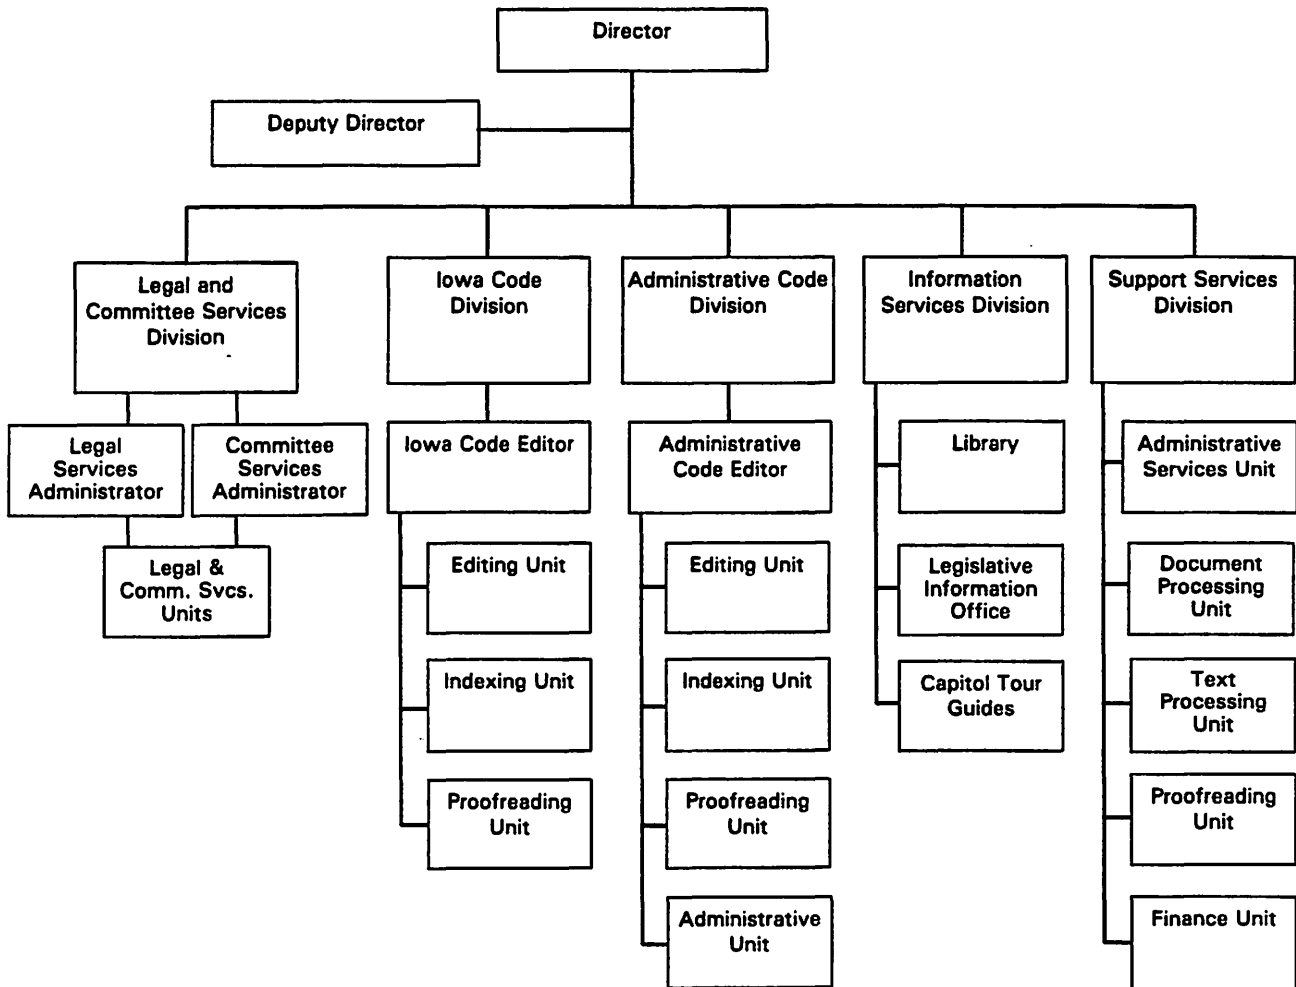 Director
Deputy Director
Legal and
Committee Services
Division
Iowa Code
Division
Administrative Code
Division
Information
Services Division
Support Services
Division
Legal
Services
Administrator
Committee
Services
Administrator
Legal &
Comm. Svcs.
Units
Iowa Code Editor
Editing Unit
Indexing Unit
Proofreading
Unit
Administrative
Code Editor
Editing Unit
Indexing Unit
Proofreading
Unit
Administrative
Unit
Library
Legislative
Information
Office
Capitol Tour
Guides
Administrative
Services Unit
Document
Processing
Unit
Text
Processing
Unit
Proofreading
Unit
Finance Unit